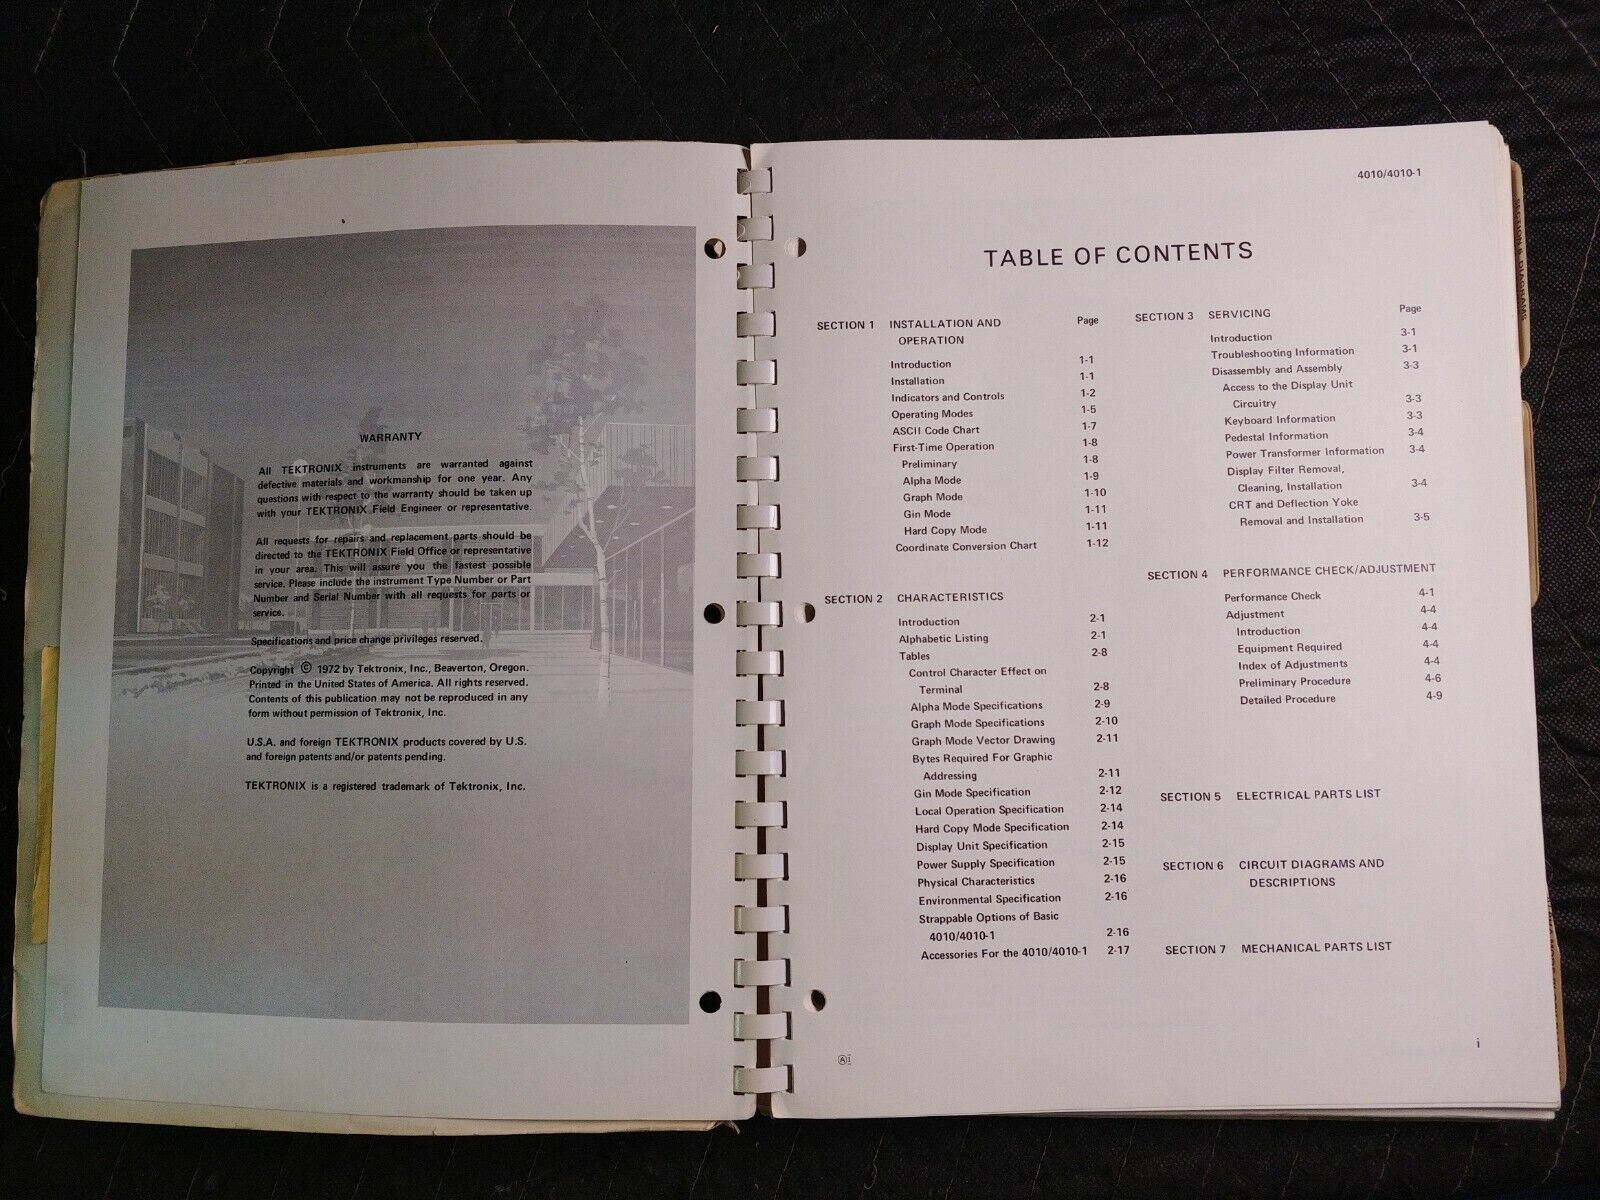 WARRANTY
All TEKTRONIX instruments are warranted against
defective materials and workmanship for one year. Any
questions with respect to the warranty should be taken up
with your TEKTRONIX Field Engineer or representative.
All requests for repairs and replacement parts should be
directed to the TEKTRONIX Field Office or representative
in your area. This will assure you the fastest possible
service. Please include the instrument Type Number or Part
Number and Serial Number with all requests for parts or
service.
Specifications and price change privileges reserved.
Copyright © 1972 by Tektronix, Inc., Beaverton, Oregon.
Printed in the United States of America. All rights reserved.
Contents of this publication may not be reproduced in any
form without permission of Tektronix, Inc.
U.S.A. and foreign TEKTRONIX products covered by U.S.
and foreign patents and/or patents pending.
TEKTRONIX is a registered trademark of Tektronix, Inc.
4010/4010-1
TABLE OF CONTENTS
SECTION 1 INSTALLATION AND Page
OPERATION
Introduction 1-1
Installation 1-1
Indicators and Controls 1-2
Operating Modes 1-5
ASCII Code Chart 1-7
First-Time Operation 1-8
Preliminary 1-8
Alpha Mode 1-9
Graph Mode 1-10
Gin Mode 1-11
Hard Copy Mode 1-11
Coordinate Conversion Chart 1-12
SECTION 2 CHARACTERISTICS
Introduction 2-1
Alphabetic Listing 2-1
Tables 2-8
Control Character Effect on
Terminal 2-8
Alpha Mode Specifications 2-9
Graph Mode Specifications 2-10
Graph Mode Vector Drawing 2-11
Bytes Required For Graphic
Addressing 2-11
Gin Mode Specification 2-12
Local Operation Specification 2-14
Hard Copy Mode Specification 2-14
Display Unit Specification 2-15
Power Supply Specification 2-15
Physical Characteristics 2-16
Environmental Specification 2-16
Strappable Options of Basic
4010/4010-1 2-16
Accessories For the 4010/4010-1 2-17
SECTION 3 SERVICING Page
Introduction 3-1
Troubleshooting Information 3-1
Disassembly and Assembly 3-3
Access to the Display Unit
Circuitry 3-3
Keyboard Information 3-3
Pedestal Information 3-4
Power Transformer Information 3-4
Display Filter Removal,
Cleaning, Installation 3-4
CRT and Deflection Yoke
Removal and Installation 3-5
SECTION 4 PERFORMANCE CHECK/ADJUSTMENT
Performance Check 4-1
Adjustment 4-4
Introduction 4-4
Equipment Required 4-4
Index of Adjustments 4-4
Preliminary Procedure 4-6
Detailed Procedure 4-9
SECTION 5 ELECTRICAL PARTS LIST
SECTION 6 CIRCUIT DIAGRAMS AND
DESCRIPTIONS
SECTION 7 MECHANICAL PARTS LIST
i